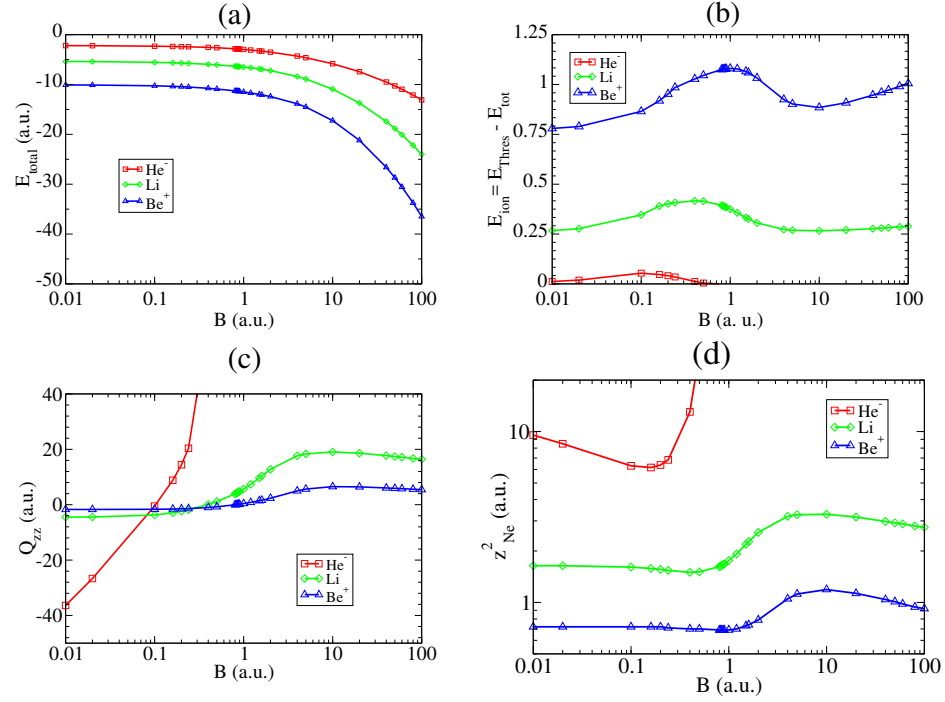 (a)
0
-10
-20
-30
-40
-50
E_total (a.u.)
He^-
Li
Be^+
0.01 0.1 1 10 100
B (a.u.)
(b)
1.25
1
0.75
0.5
0.25
0
E_ion = E_Thres - E_tot
He^-
Li
Be^+
0.01 0.1 1 10 100
B (a. u.)
(c)
40
20
0
-20
-40
Q_zz (a.u.)
He^-
Li
Be^+
0.01 0.1 1 10 100
B (a.u.)
(d)
10
1
z^2_Ne (a.u.)
He^-
Li
Be^+
0.01 0.1 1 10 100
B (a.u.)